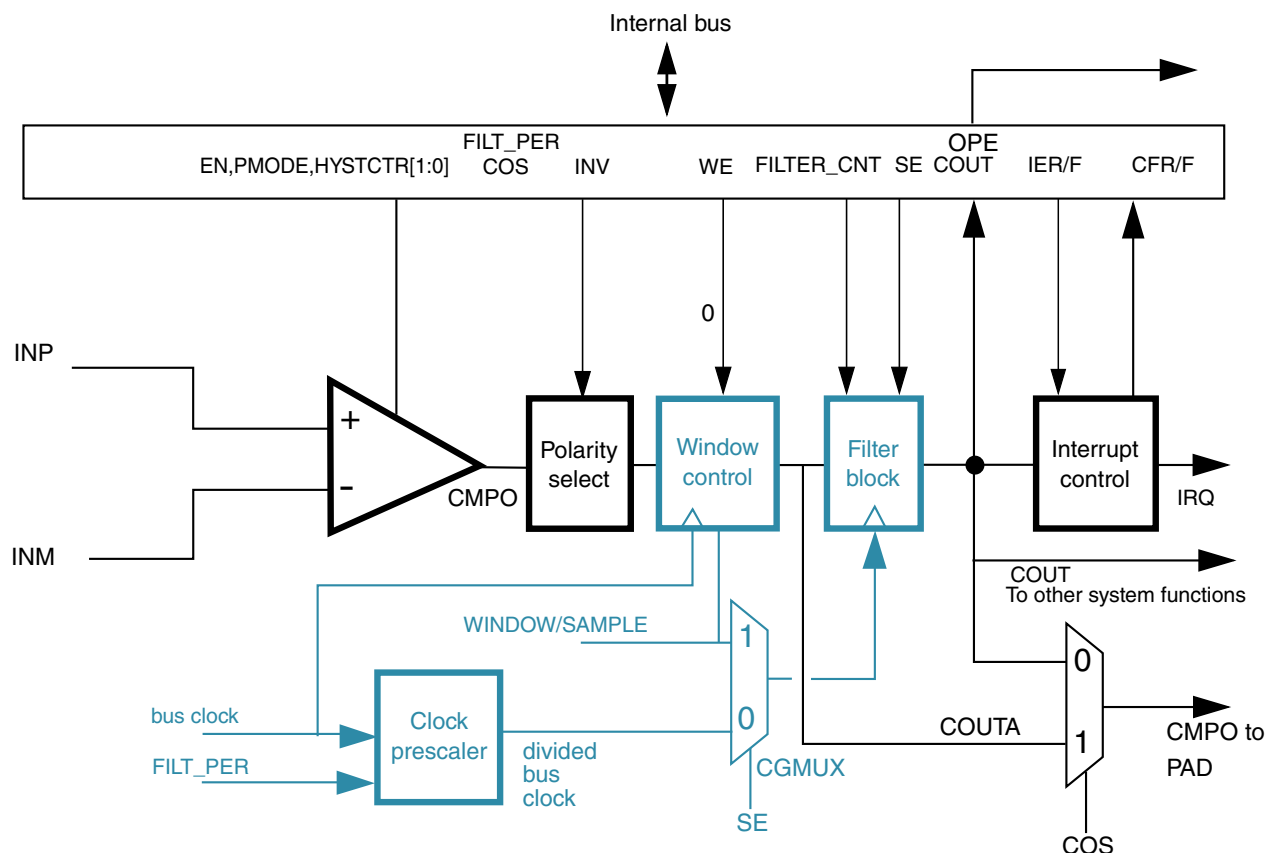 Internal bus
FILT_PER
OPE
EN,PMODE,HYSTCTR[1:0]
COS
INV
WE
FILTER_CNT
SE
COUT
IER/F
CFR/F
0
INP
+
-
INM
CMPO
Polarity
select
Window
control
Filter
block
Interrupt
control
IRQ
COUT
To other system functions
WINDOW/SAMPLE
1
0
CGMUX
SE
bus clock
FILT_PER
Clock
prescaler
divided
bus
clock
COUTA
0
1
CMPO to
PAD
COS